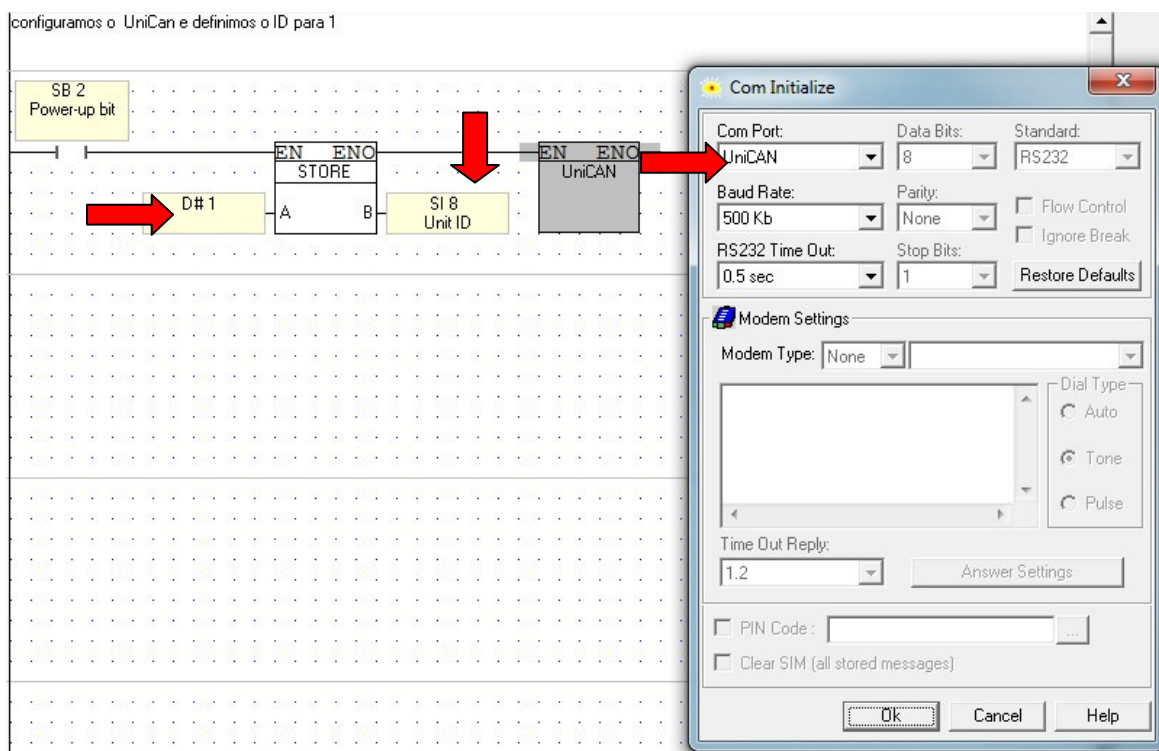 configuramos o UniCan e definimos o ID para 1
SB 2
Power-up bit
EN ENO
STORE
A B
D# 1
SI 8
Unit ID
EN ENO
UniCAN
Com Initialize
Com Port: Data Bits: Standard:
UniCAN 8 RS232
Baud Rate: Parity: Flow Control
500 Kb None Ignore Break
RS232 Time Out: Stop Bits:
0.5 sec 1 Restore Defaults
Modem Settings
Modem Type: None
Dial Type
Auto
Tone
Pulse
Time Out Reply:
1.2 Answer Settings
PIN Code : ...
Clear SIM (all stored messages)
Ok Cancel Help